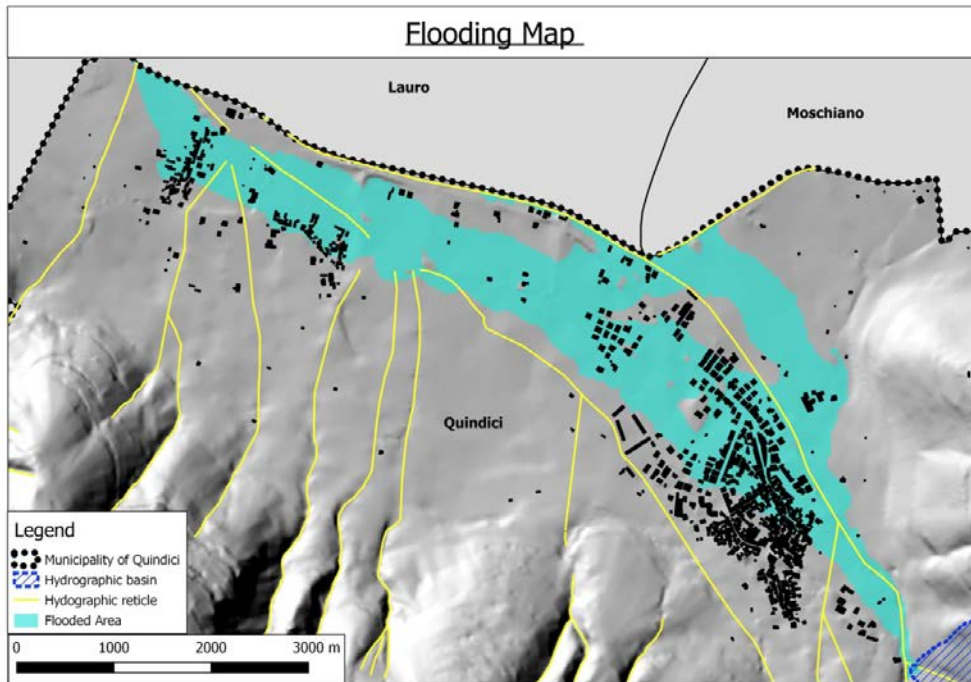 Flooding Map
Lauro
Moschiano
Quindici
Legend
Municipality of Quindici
Hydrographic basin
Hydographic reticle
Flooded Area
0 1000 2000 3000 m